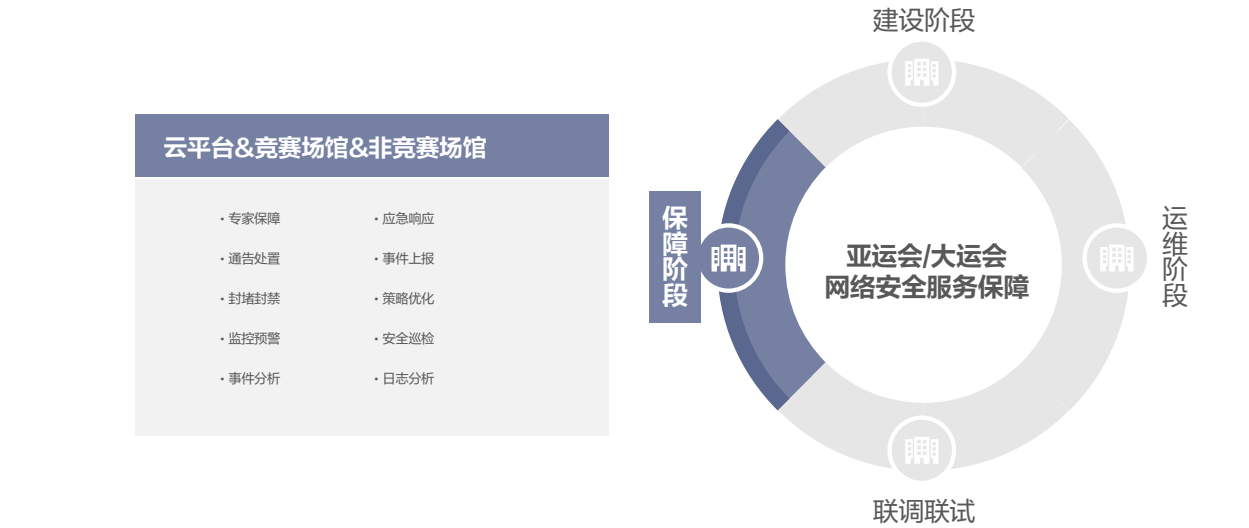 建设阶段
云平台&竞赛场馆&非竞赛场馆
·专家保障
·应急响应
·通告处置
·事件上报
·封堵封禁
·策略优化
·监控预警
·安全巡检
·事件分析
·日志分析
保障阶段
亚运会/大运会
网络安全服务保障
运维阶段
联调联试